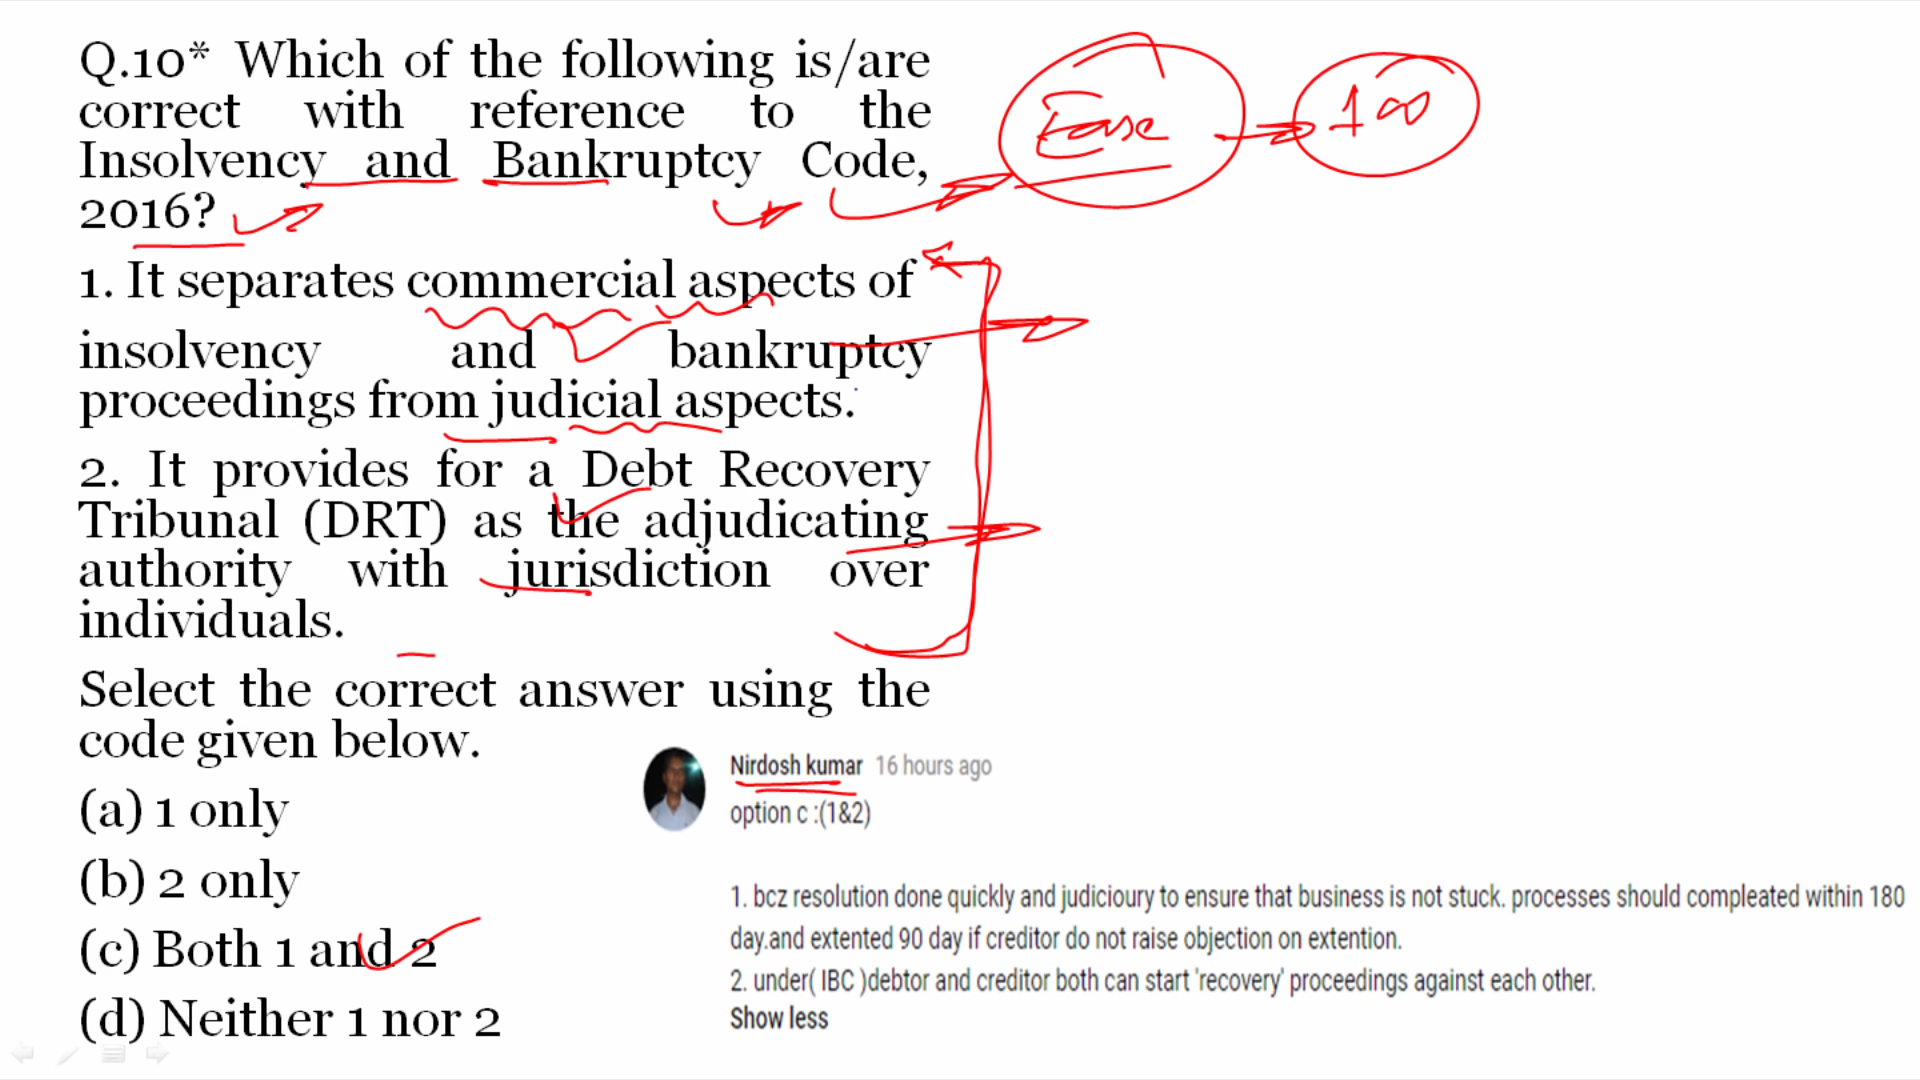 Q.10* Which of the following is/are
correct with reference to the
Insolvency and Bankruptcy Code,
2016?
Ease
100
1. It separates commercial aspects of
insolvency and bankruptcy
proceedings from judicial aspects.
2. It provides for a Debt Recovery
Tribunal (DRT) as the adjudicating
authority with jurisdiction over
individuals.
Select the correct answer using the
code given below.
(a) 1 only
(b) 2 only
(c) Both 1 and 2
(d) Neither 1 nor 2
Nirdosh kumar 16 hours ago
option c :(1&2)
1. bcz resolution done quickly and judicioury to ensure that business is not stuck. processes should compleated within 180
day.and extented 90 day if creditor do not raise objection on extention.
2. under( IBC )debtor and creditor both can start 'recovery' proceedings against each other.
Show less